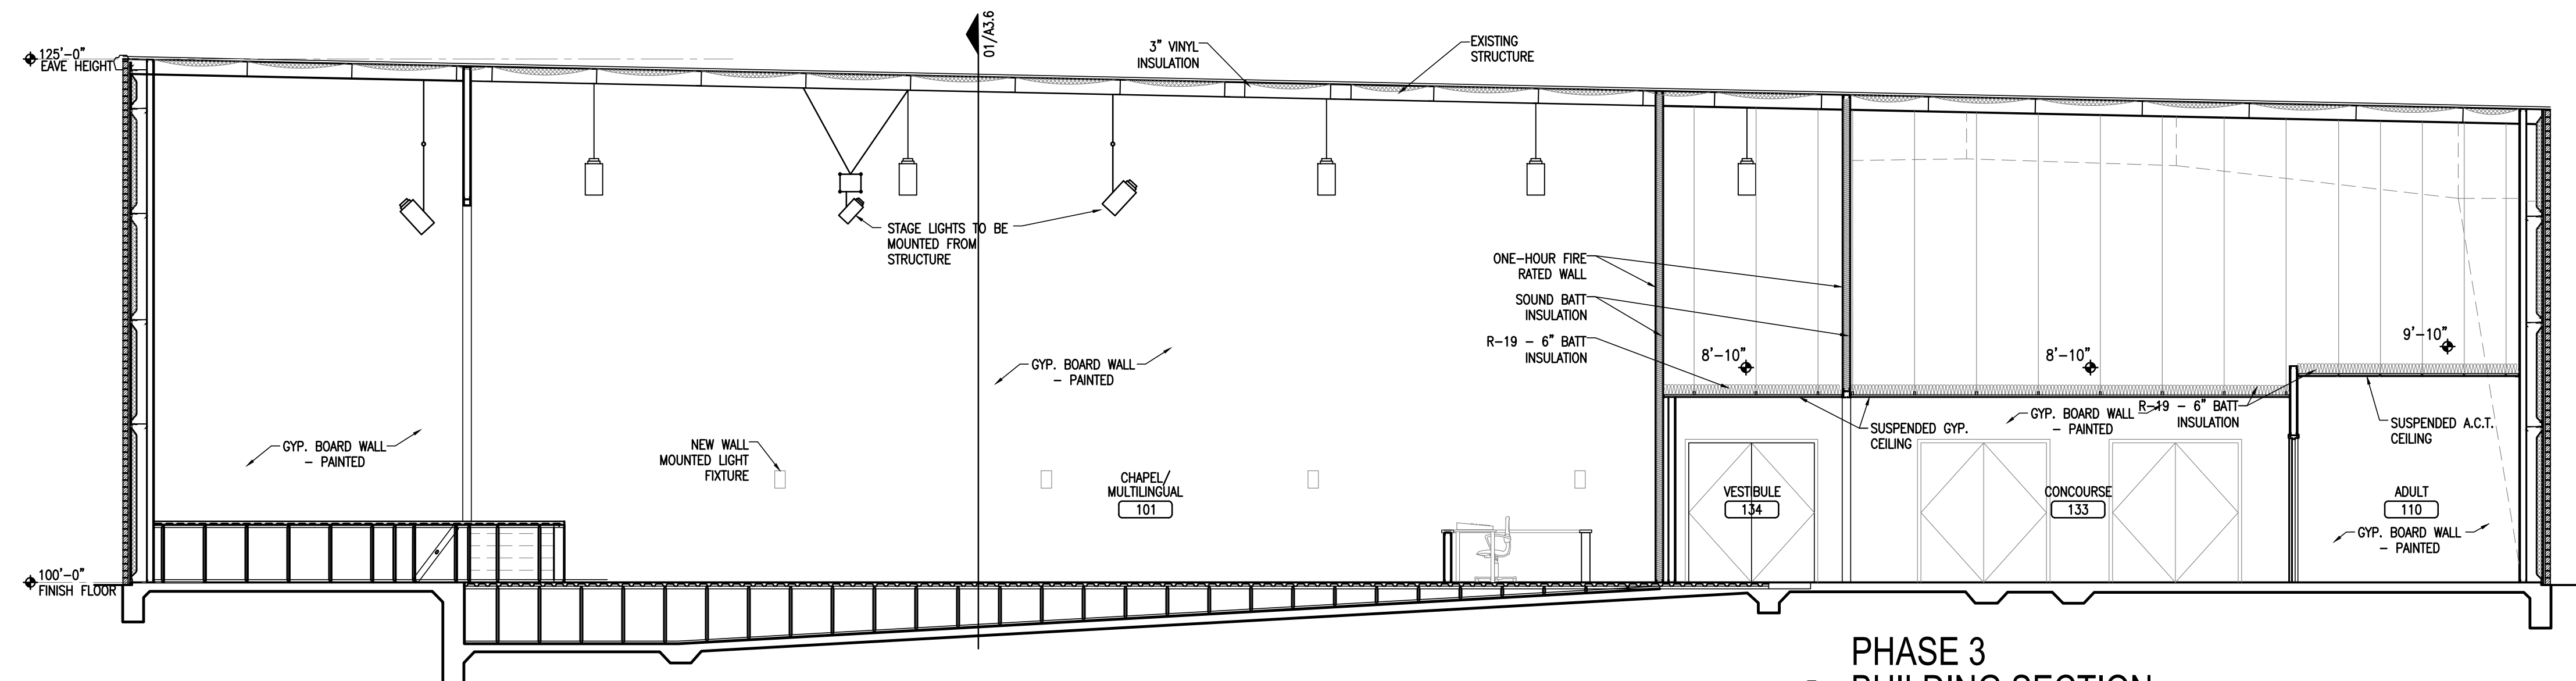 125'-0"
EAVE HEIGHT
01/A3.6
3" VINYL
INSULATION
EXISTING
STRUCTURE
STAGE LIGHTS TO BE
MOUNTED FROM
STRUCTURE
ONE-HOUR FIRE
RATED WALL
SOUND BATT
INSULATION
R-19 - 6" BATT
INSULATION
8'-10"
8'-10"
9'-10"
GYP. BOARD WALL
- PAINTED
GYP. BOARD WALL
- PAINTED
NEW WALL
MOUNTED LIGHT
FIXTURE
CHAPEL/
MULTILINGUAL
101
SUSPENDED GYP.
CEILING
GYP. BOARD WALL
- PAINTED
R-19 - 6" BATT
INSULATION
SUSPENDED A.C.T.
CEILING
VESTIBULE
134
CONCOURSE
133
ADULT
110
GYP. BOARD WALL
- PAINTED
100'-0"
FINISH FLOOR
PHASE 3
BUILDING SECTION